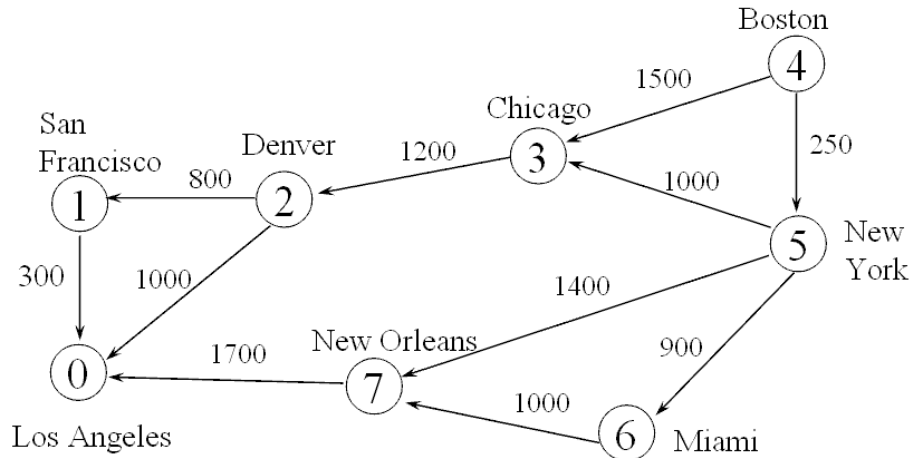 Boston
4
1500
Chicago
San
Francisco
Denver
1200
3
250
800
1000
1
2
5
New
York
300
1000
1400
New Orleans
1700
900
0
7
1000
6
Los Angeles
Miami